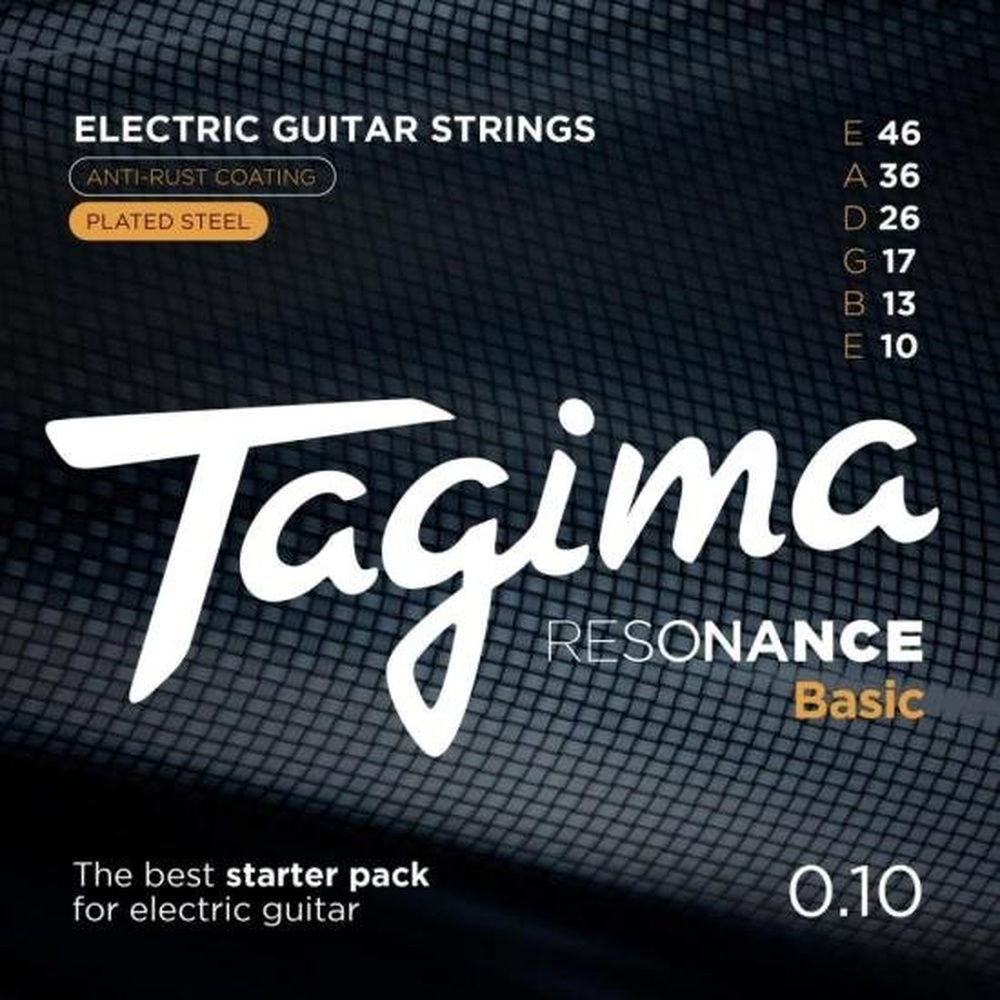 ELECTRIC GUITAR STRINGS
ANTI-RUST COATING
PLATED STEEL
E 46
A 36
D 26
G 17
B 13
E 10
Tagima
RESONANCE
Basic
The best starter pack
for electric guitar
0.10